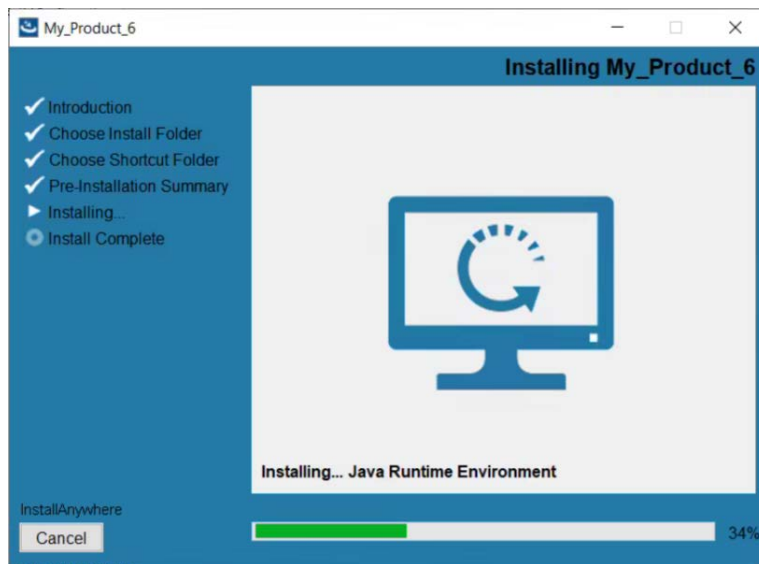 My_Product_6
Installing My_Product_6
Introduction
Choose Install Folder
Choose Shortcut Folder
Pre-Installation Summary
Installing...
Install Complete
Installing... Java Runtime Environment
InstallAnywhere
Cancel
34%